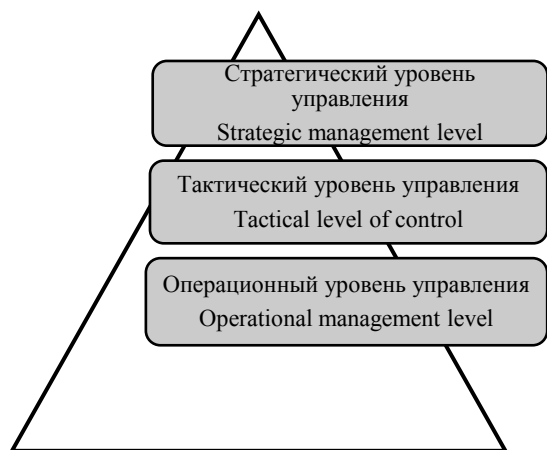 Стратегический уровень
управления
Strategic management level
Тактический уровень управления
Tactical level of control
Операционный уровень управления
Operational management level